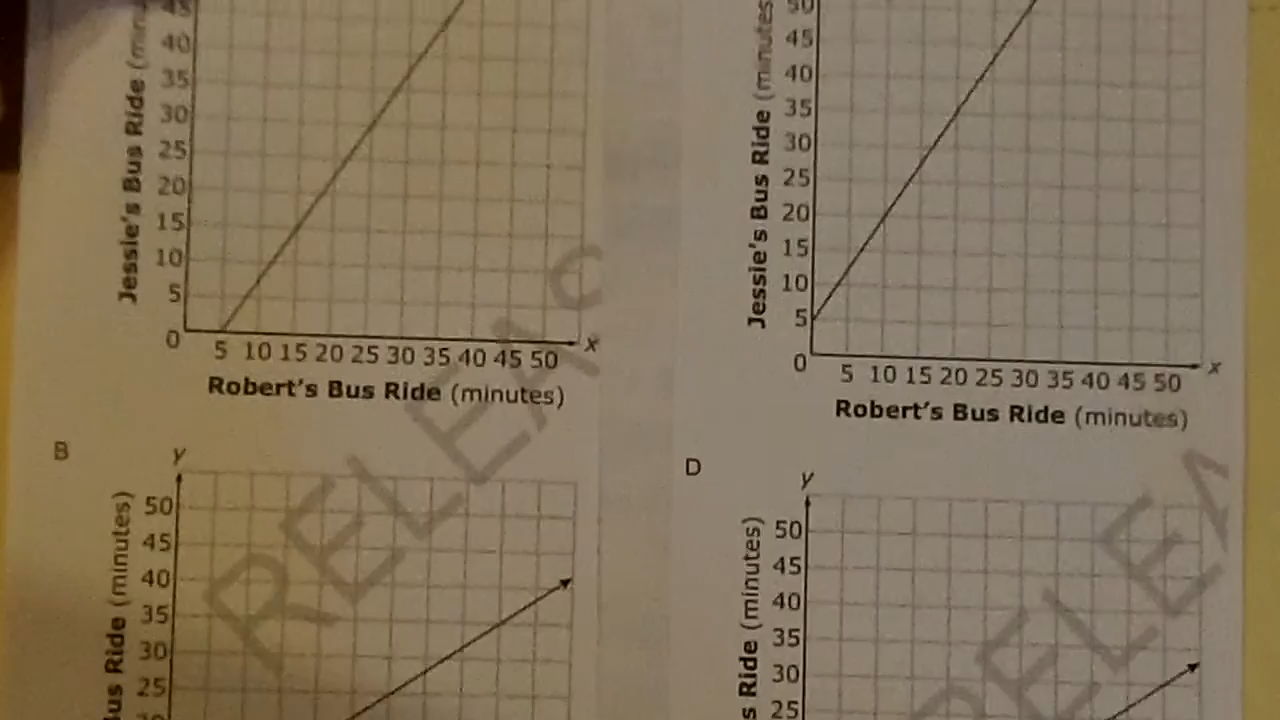 Jessie's Bus Ride
45
40
35
30
25
20
15
10
5
0
5 10 15 20 25 30 35 40 45 50
x
Robert's Bus Ride (minutes)
Jessie's Bus Ride (minutes
50
45
40
35
30
25
20
15
10
5
0
5 10 15 20 25 30 35 40 45 50
x
Robert's Bus Ride (minutes)
B
y
Ride (minutes)
50
45
40
35
30
25
D
y
Ride (minutes)
50
45
40
35
30
25
RELEAS
RELEA